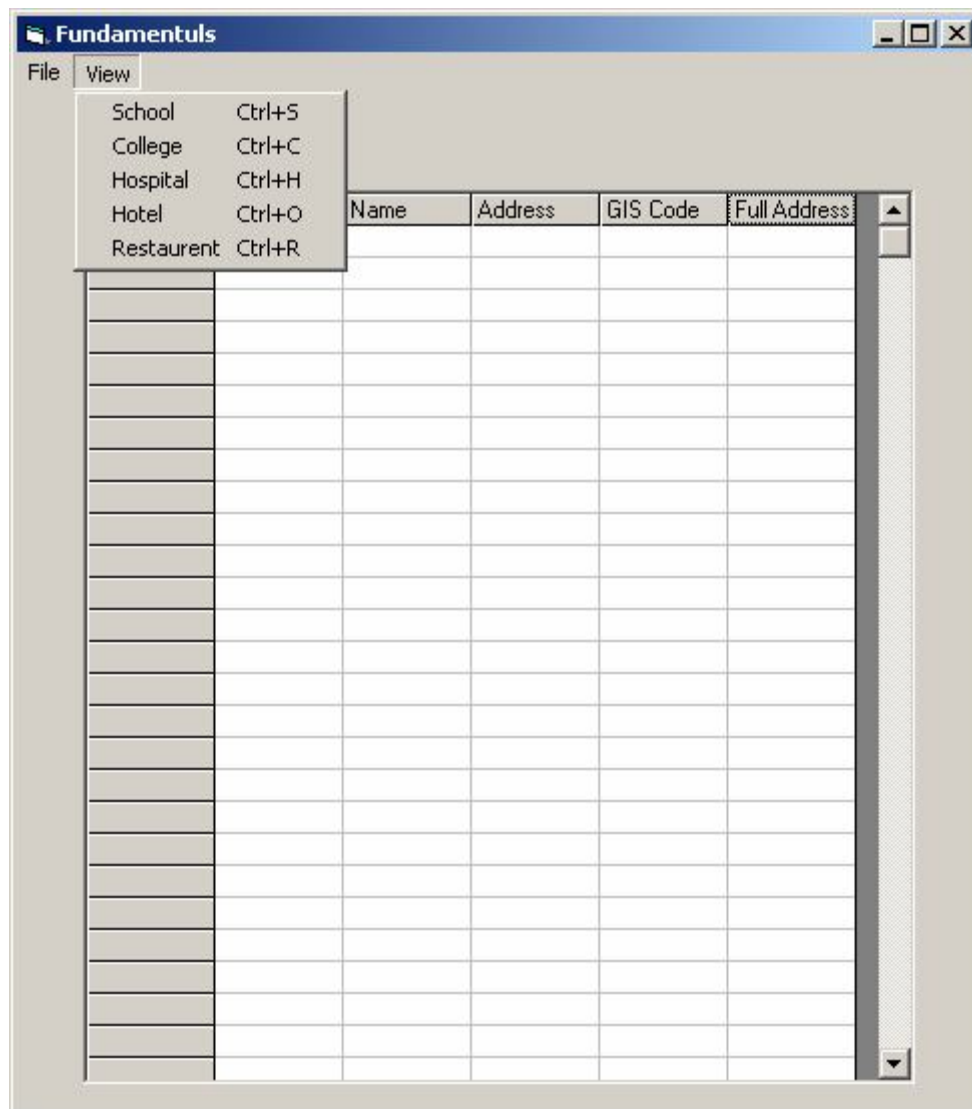 Fundamentuls
File View
School Ctrl+S
College Ctrl+C
Hospital Ctrl+H
Hotel Ctrl+O
Restaurent Ctrl+R
Name Address GIS Code Full Address